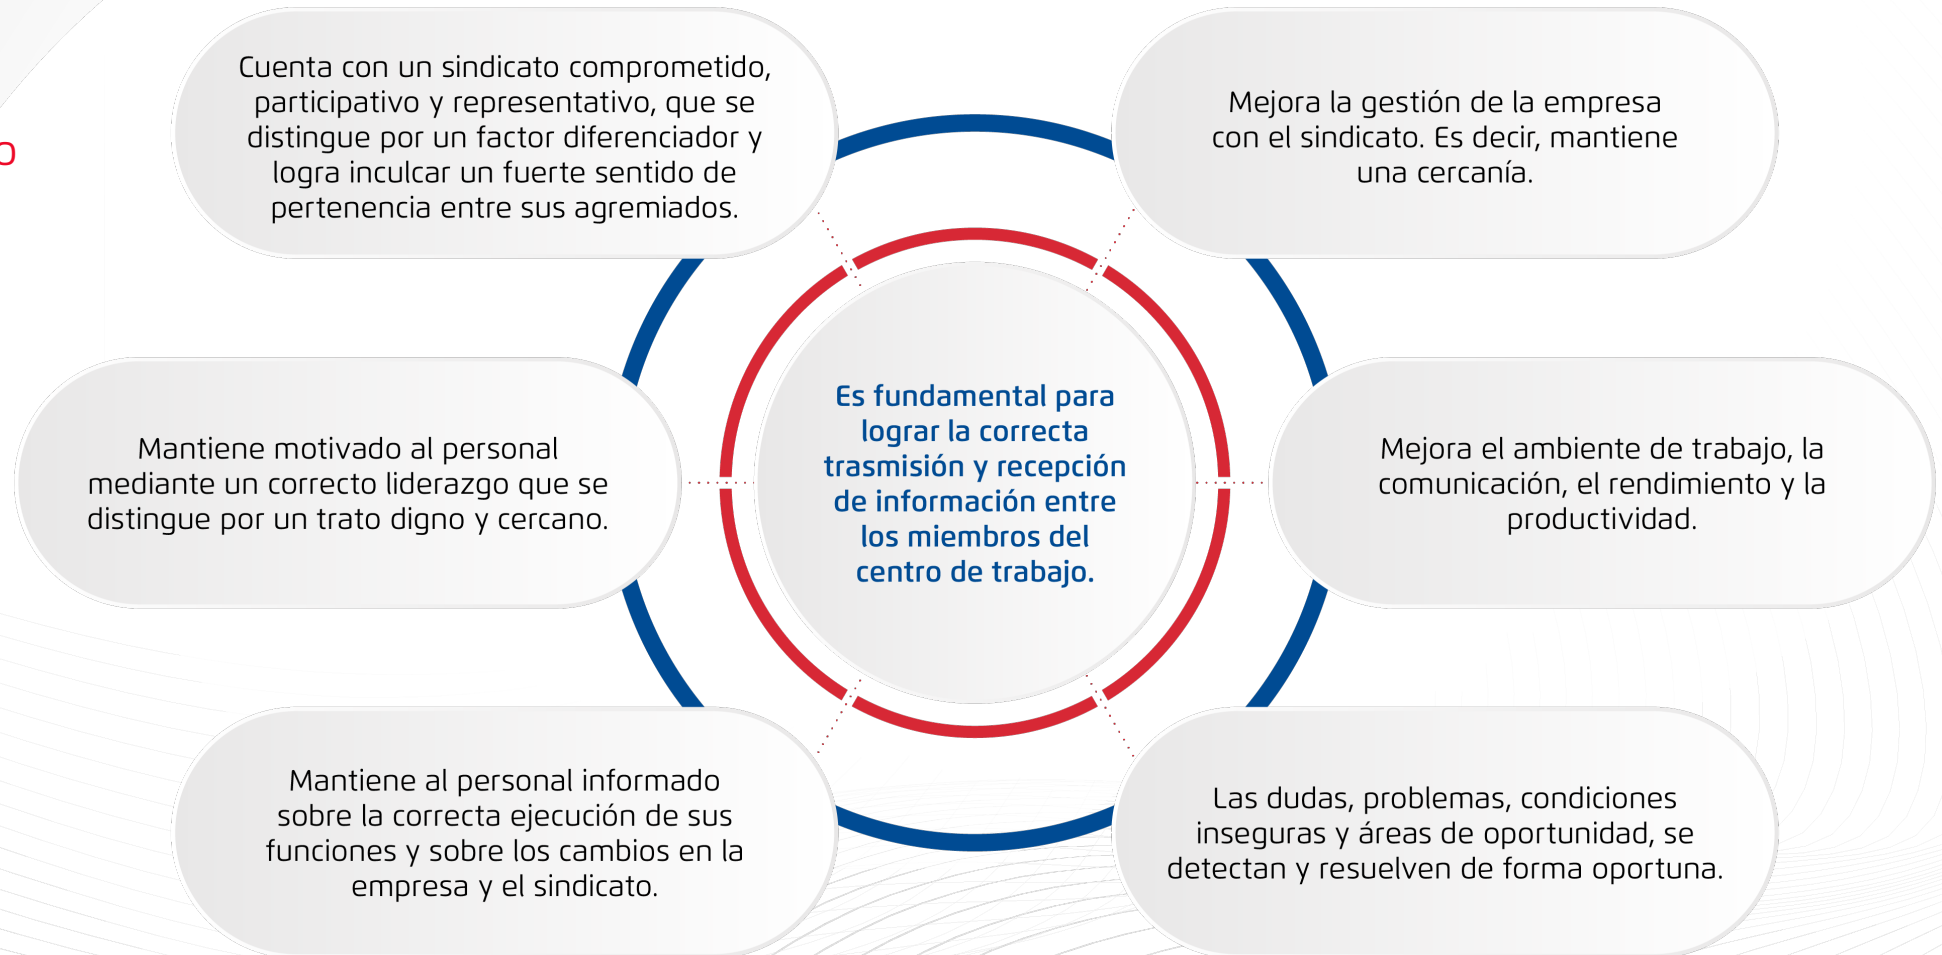 Cuenta con un sindicato comprometido,
participativo y representativo, que se
distingue por un factor diferenciador y
logra inculcar un fuerte sentido de
pertenencia entre sus agremiados.
Mejora la gestión de la empresa
con el sindicato. Es decir, mantiene
una cercanía.
Mantiene motivado al personal
mediante un correcto liderazgo que se
distingue por un trato digno y cercano.
Es fundamental para
lograr la correcta
trasmisión y recepción
de información entre
los miembros del
centro de trabajo.
Mejora el ambiente de trabajo, la
comunicación, el rendimiento y la
productividad.
Mantiene al personal informado
sobre la correcta ejecución de sus
funciones y sobre los cambios en la
empresa y el sindicato.
Las dudas, problemas, condiciones
inseguras y áreas de oportunidad, se
detectan y resuelven de forma oportuna.